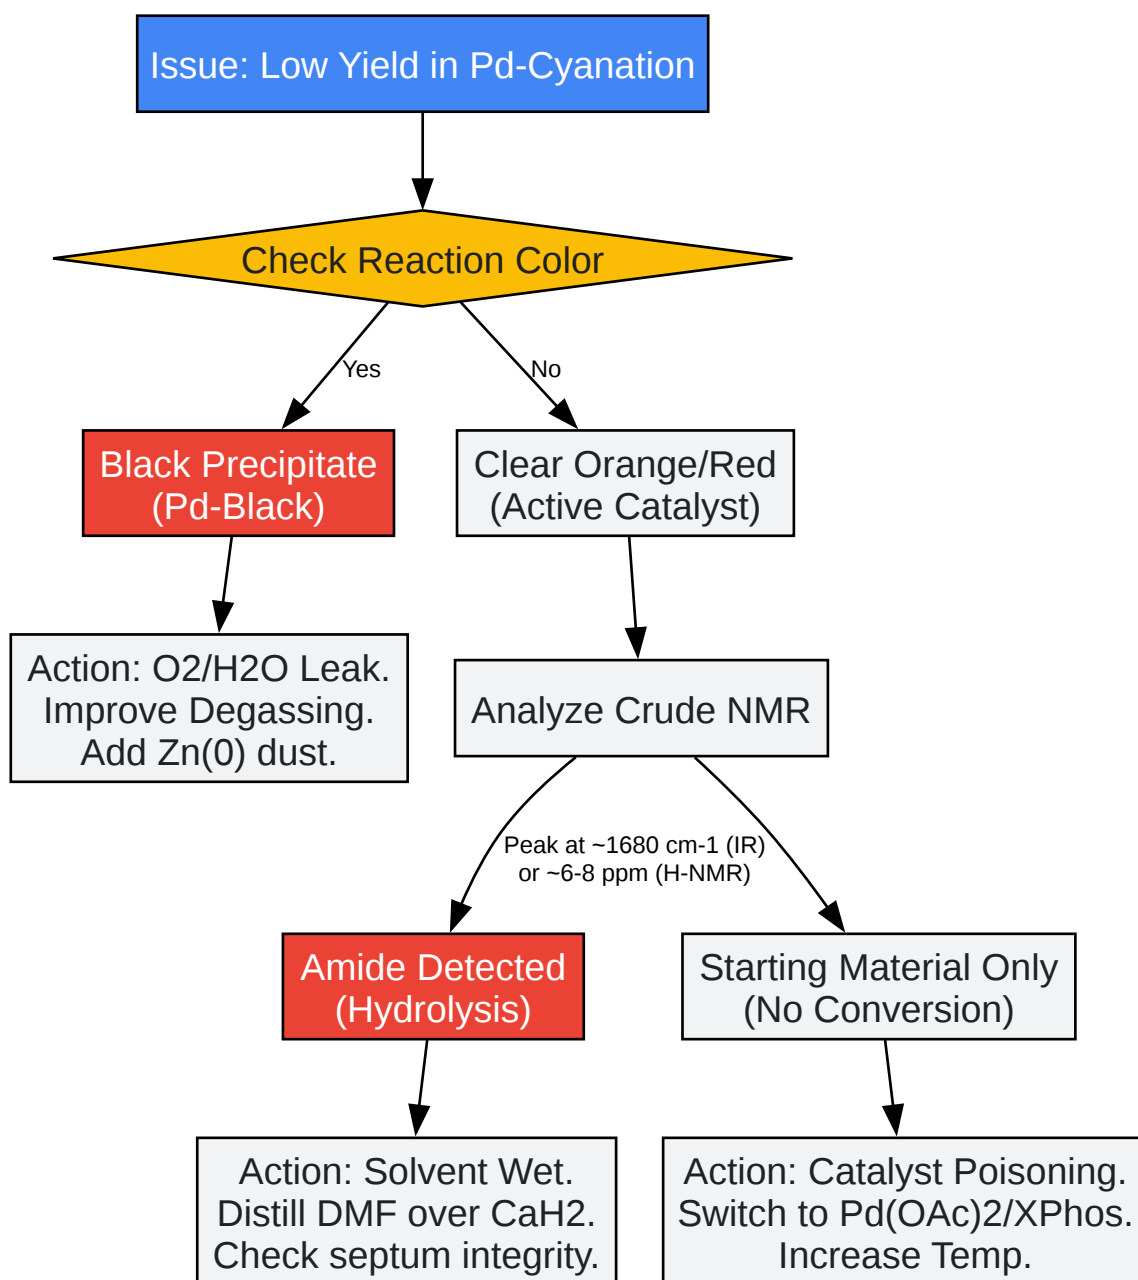 Issue: Low Yield in Pd-Cyanation
Check Reaction Color
Yes
No
Black Precipitate
(Pd-Black)
Clear Orange/Red
(Active Catalyst)
Action: O2/H2O Leak.
Improve Degassing.
Add Zn(0) dust.
Analyze Crude NMR
Peak at ~1680 cm-1 (IR)
or ~6-8 ppm (H-NMR)
Amide Detected
(Hydrolysis)
Starting Material Only
(No Conversion)
Action: Solvent Wet.
Distill DMF over CaH2.
Check septum integrity.
Action: Catalyst Poisoning.
Switch to Pd(OAc)2/XPhos.
Increase Temp.